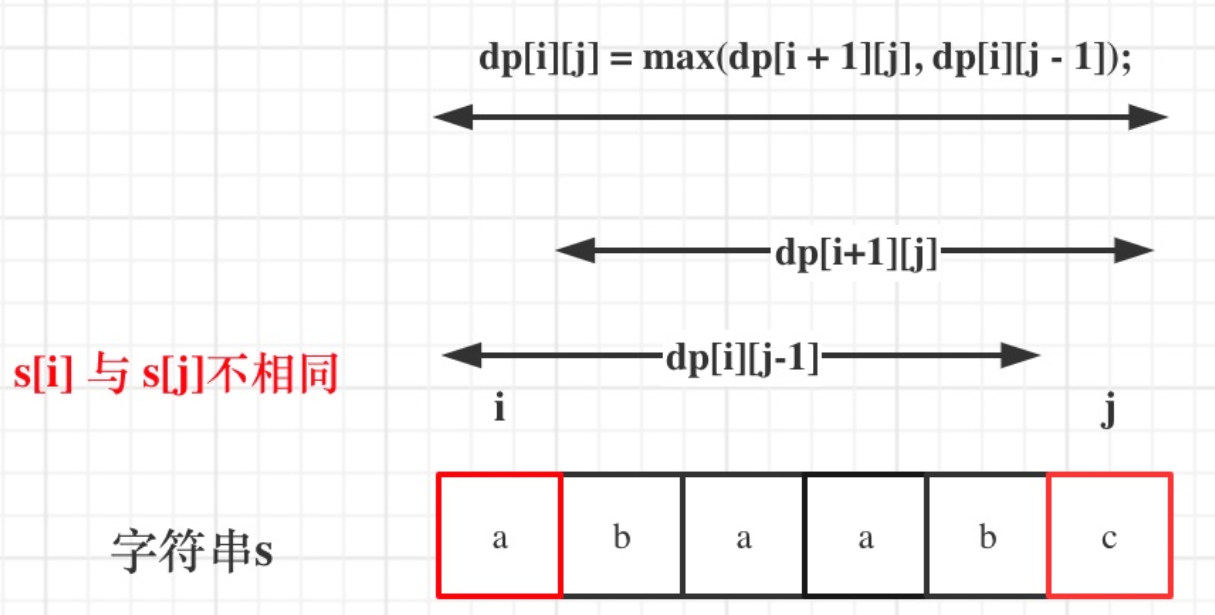 dp[i][j] = max(dp[i + 1][j], dp[i][j - 1]);
dp[i+1][j]
dp[i][j-1]
s[i] 与 s[j]不相同
i j
字符串s
a b a a b c